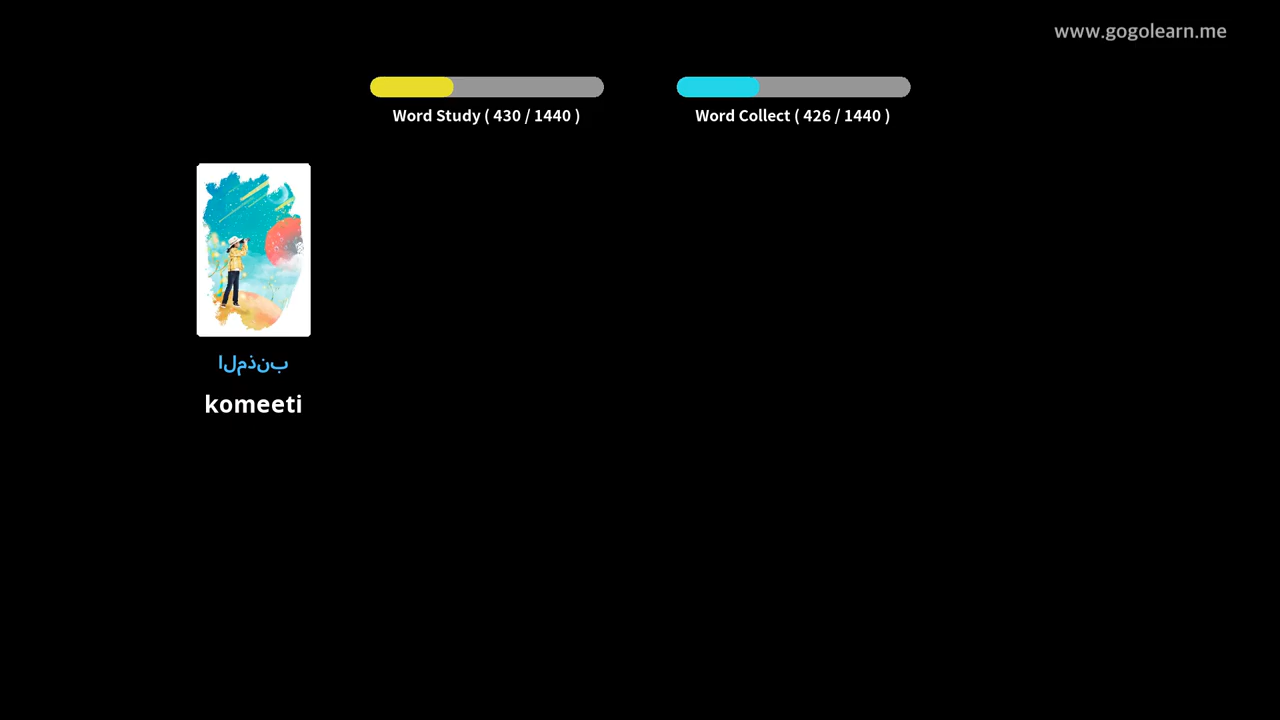 www.gogolearn.me
Word Study ( 430 / 1440 )
Word Collect ( 426 / 1440 )
المذنب
komeeti